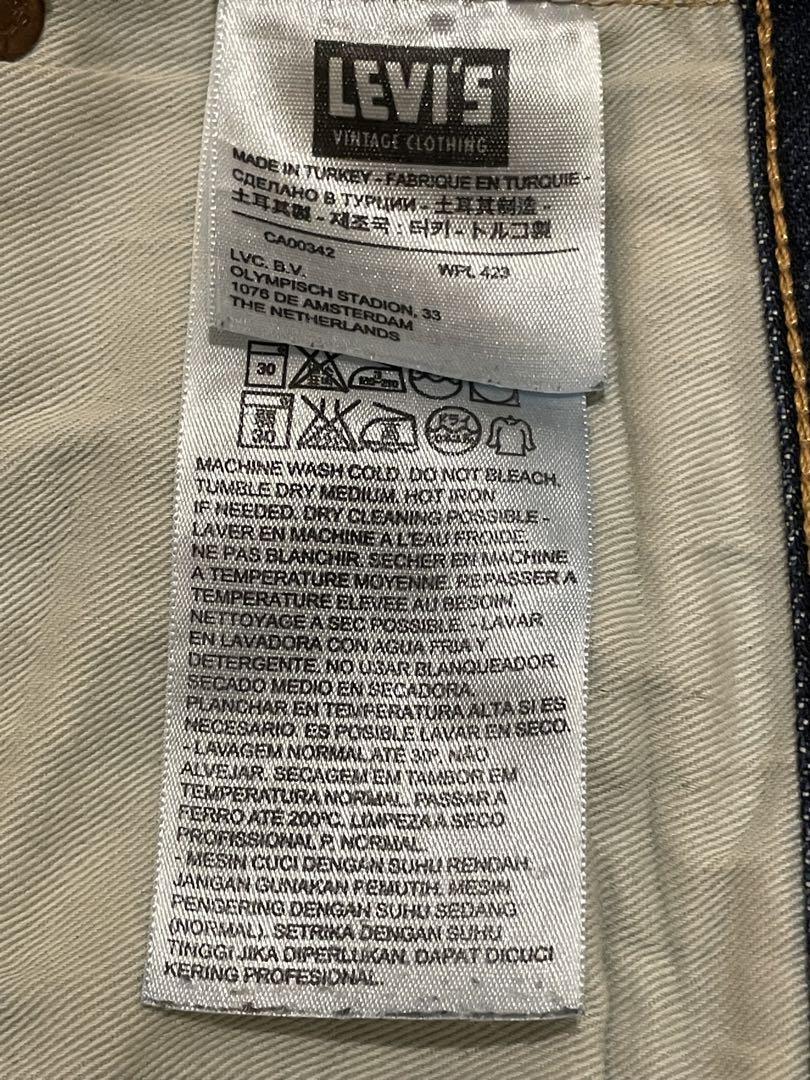 LEVI'S
VINTAGE CLOTHING
MADE IN TURKEY - FABRIQUE EN TURQUIE -
СДЕЛАНО В ТУРЦИИ - 土耳其制造 -
土耳其製 - 제조국 : 터키 - トルコ製
CA00342
WPL 423
LVC. B.V.
OLYMPISCH STADION, 33
1076 DE AMSTERDAM
THE NETHERLANDS
30
30
MACHINE WASH COLD. DO NOT BLEACH.
TUMBLE DRY MEDIUM. HOT IRON
IF NEEDED. DRY CLEANING POSSIBLE -
LAVER EN MACHINE A L'EAU FROIDE.
NE PAS BLANCHIR. SECHER EN MACHINE
A TEMPERATURE MOYENNE. REPASSER A
TEMPERATURE ELEVEE AU BESOIN.
NETTOYAGE A SEC POSSIBLE. - LAVAR
EN LAVADORA CON AGUA FRIA Y
DETERGENTE. NO USAR BLANQUEADOR.
SECADO MEDIO EN SECADORA.
PLANCHAR EN TEMPERATURA ALTA SI ES
NECESARIO. ES POSIBLE LAVAR EN SECO.
- LAVAGEM NORMAL ATÉ 30º. NÃO
ALVEJAR. SECAGEM EM TAMBOR EM
TEMPERATURA NORMAL. PASSAR A
FERRO ATÉ 200ºC. LIMPEZA A SECO
PROFISSIONAL P. NORMAL.
- MESIN CUCI DENGAN SUHU RENDAH.
JANGAN GUNAKAN PEMUTIH. MESIN
PENGERING DENGAN SUHU SEDANG
(NORMAL). SETRIKA DENGAN SUHU
TINGGI JIKA DIPERLUKAN. DAPAT DICUCI
KERING PROFESIONAL.